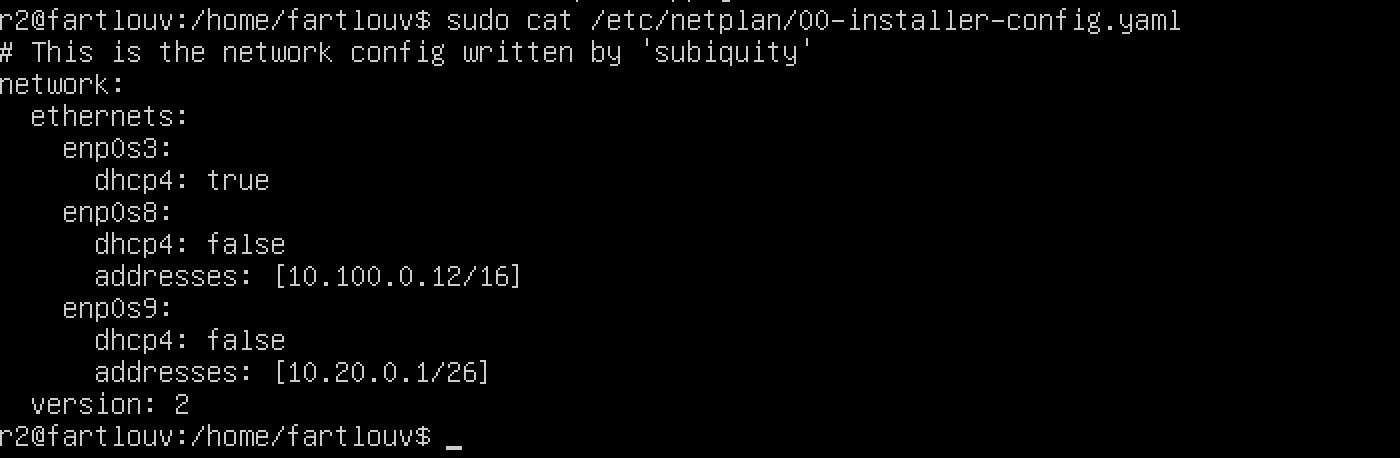 r2@fartlouv:/home/fartlouv$ sudo cat /etc/netplan/00-installer-config.yaml
# This is the network config written by 'subiquity'
network:
  ethernets:
    enp0s3:
      dhcp4: true
    enp0s8:
      dhcp4: false
      addresses: [10.100.0.12/16]
    enp0s9:
      dhcp4: false
      addresses: [10.20.0.1/26]
  version: 2
r2@fartlouv:/home/fartlouv$ _